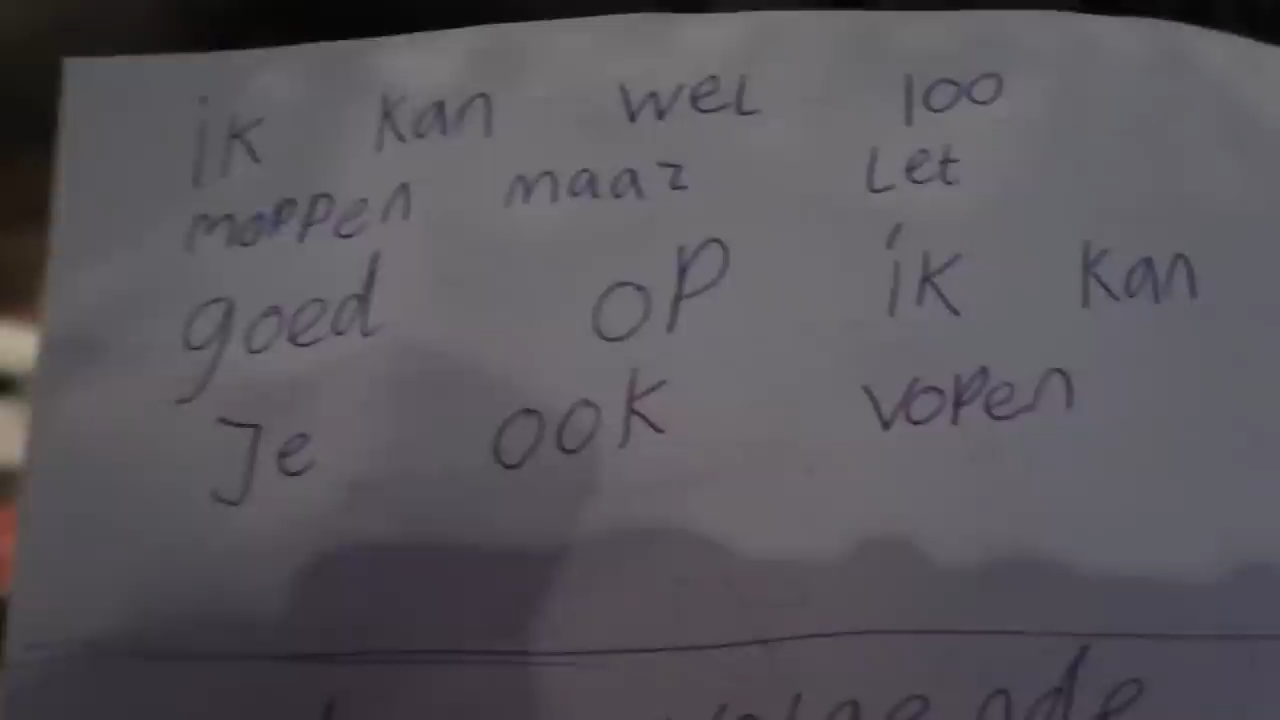 ik kan wel 100
moppen maar let
goed op ik kan
Je ook vopen